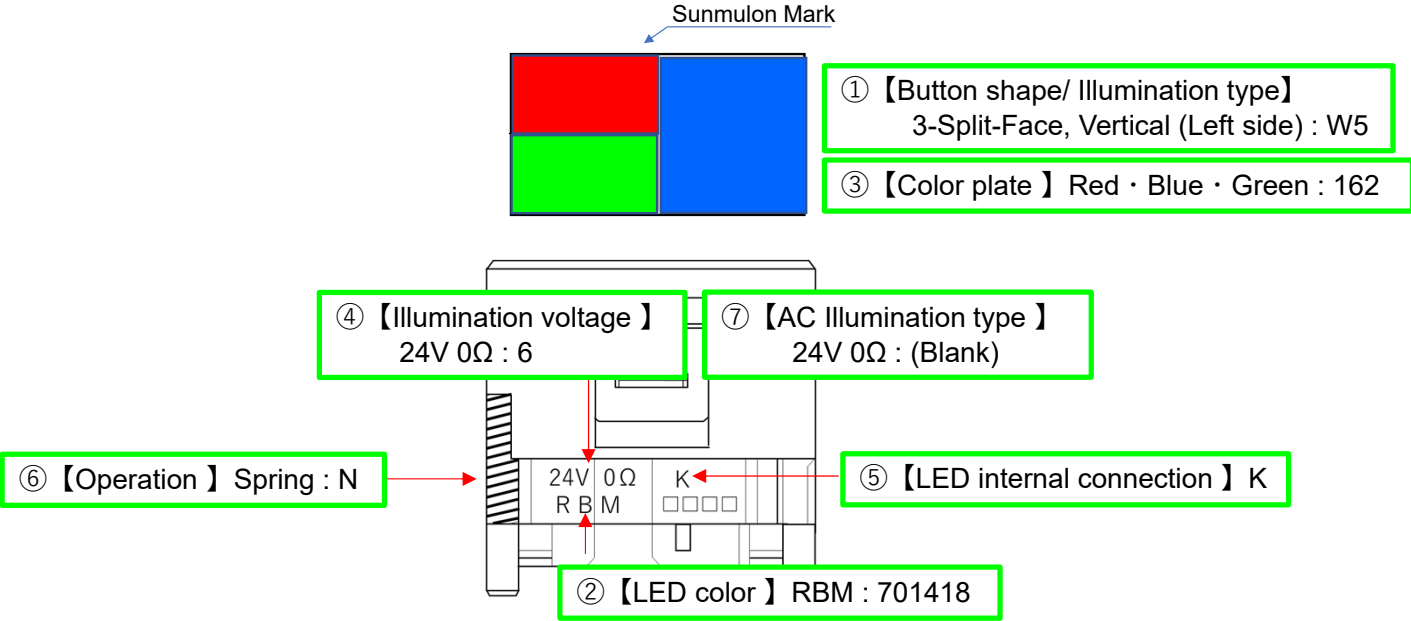 Sunmulon Mark
①【Button shape/ Illumination type】
3-Split-Face, Vertical (Left side) : W5
③【Color plate 】Red・Blue・Green : 162
④【Illumination voltage 】
24V 0Ω : 6
⑦【AC Illumination type 】
24V 0Ω : (Blank)
⑥【Operation 】Spring : N
24V 0Ω K
R B M □□□□
⑤【LED internal connection 】K
②【LED color 】RBM : 701418